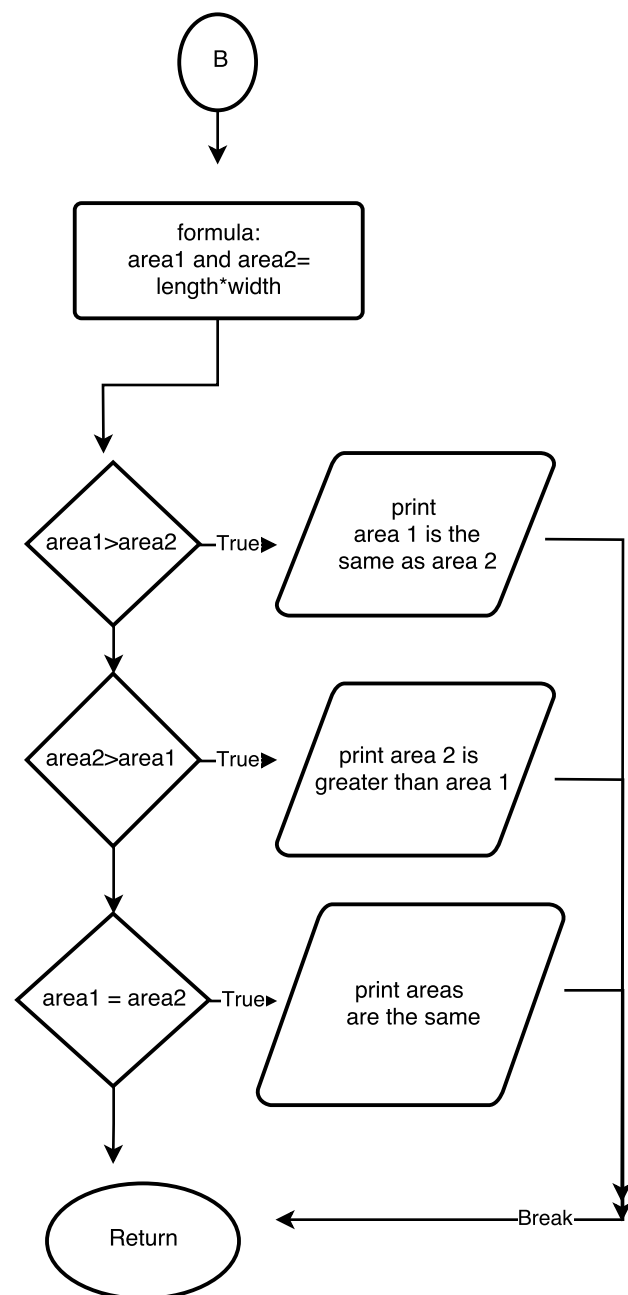 B
formula:
area1 and area2=
length*width
area1>area2
True
print
area 1 is the
same as area 2
area2>area1
True
print area 2 is
greater than area 1
area1 = area2
True
print areas
are the same
Return
Break